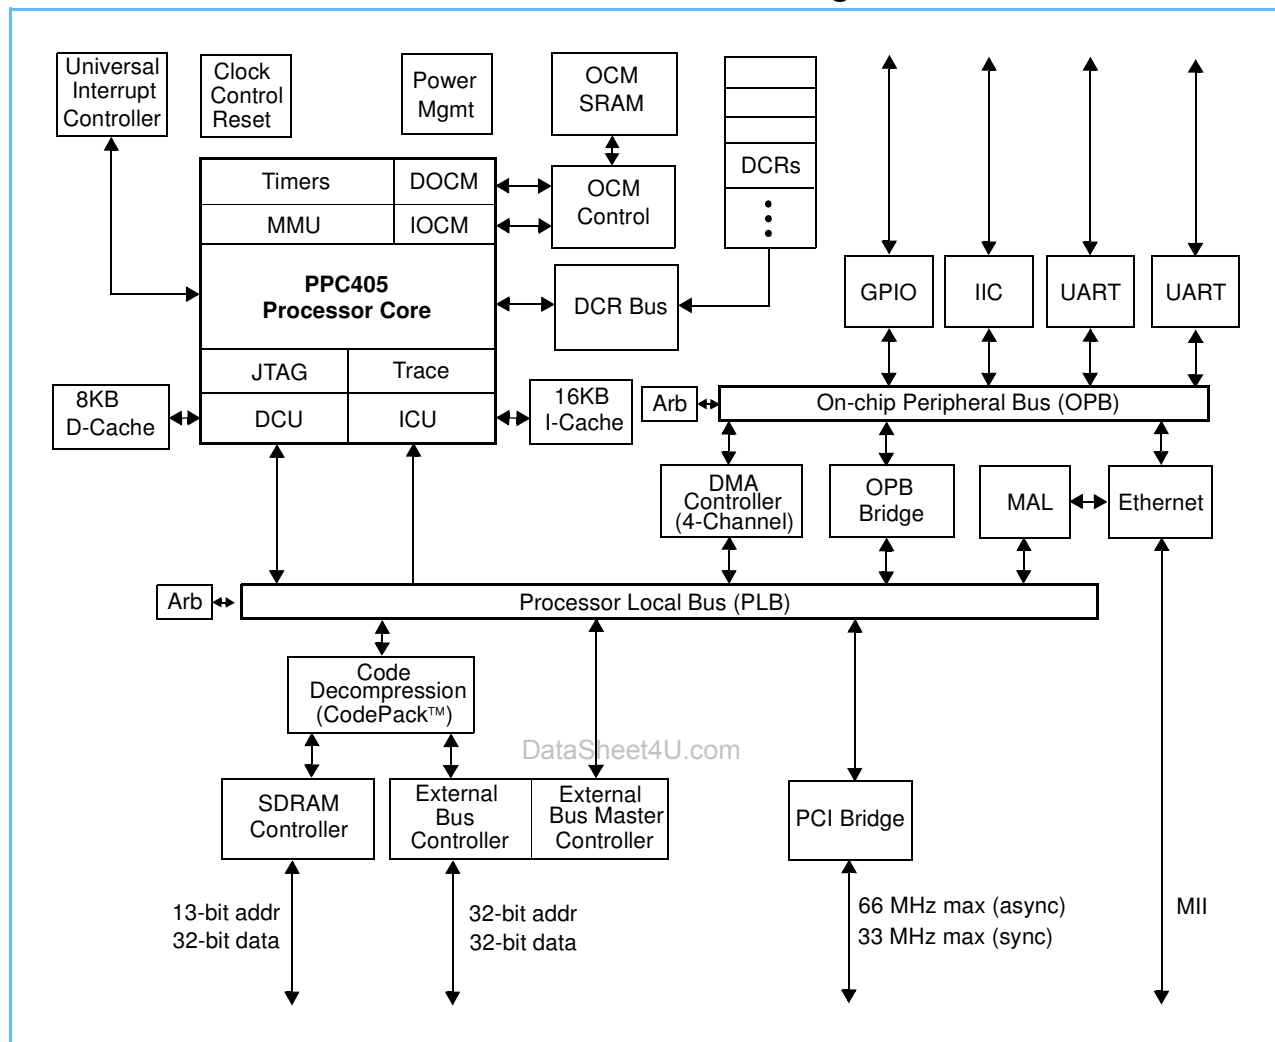 Universal
Interrupt
Controller
Clock
Control
Reset
Power
Mgmt
OCM
SRAM
DCRs
Timers
DOCM
MMU
IOCM
OCM
Control
PPC405
Processor Core
DCR Bus
GPIO
IIC
UART
UART
JTAG
Trace
8KB
D-Cache
DCU
ICU
16KB
I-Cache
Arb
On-chip Peripheral Bus (OPB)
DMA
Controller
(4-Channel)
OPB
Bridge
MAL
Ethernet
Arb
Processor Local Bus (PLB)
Code
Decompression
(CodePack™)
DataSheet4U.com
SDRAM
Controller
External
Bus
Controller
External
Bus Master
Controller
PCI Bridge
13-bit addr
32-bit data
32-bit addr
32-bit data
66 MHz max (async)
33 MHz max (sync)
MII